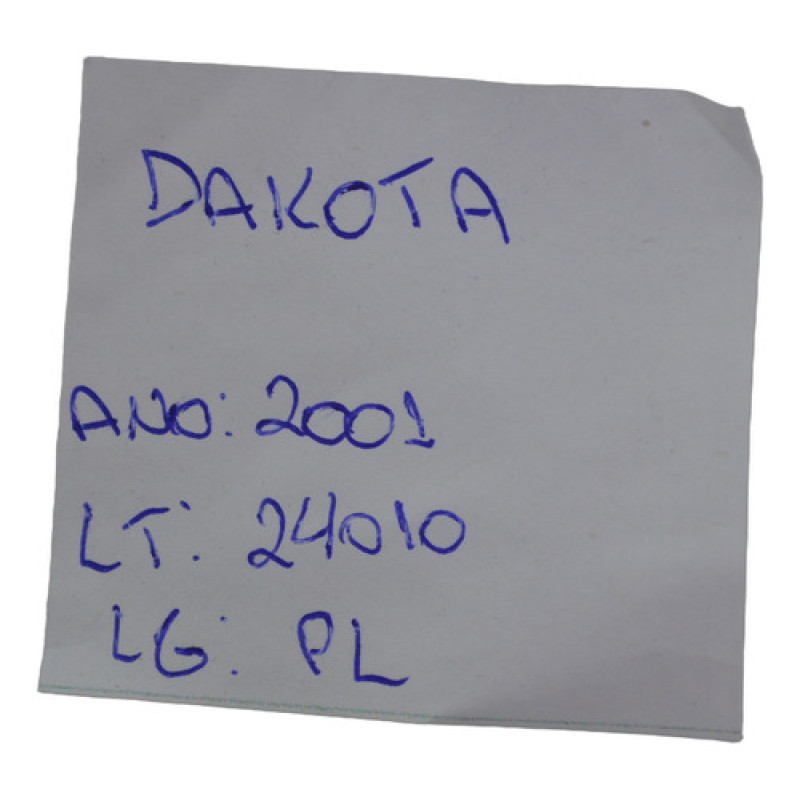 DAKOTA
ANO: 2001
LT: 24010
LG: PL